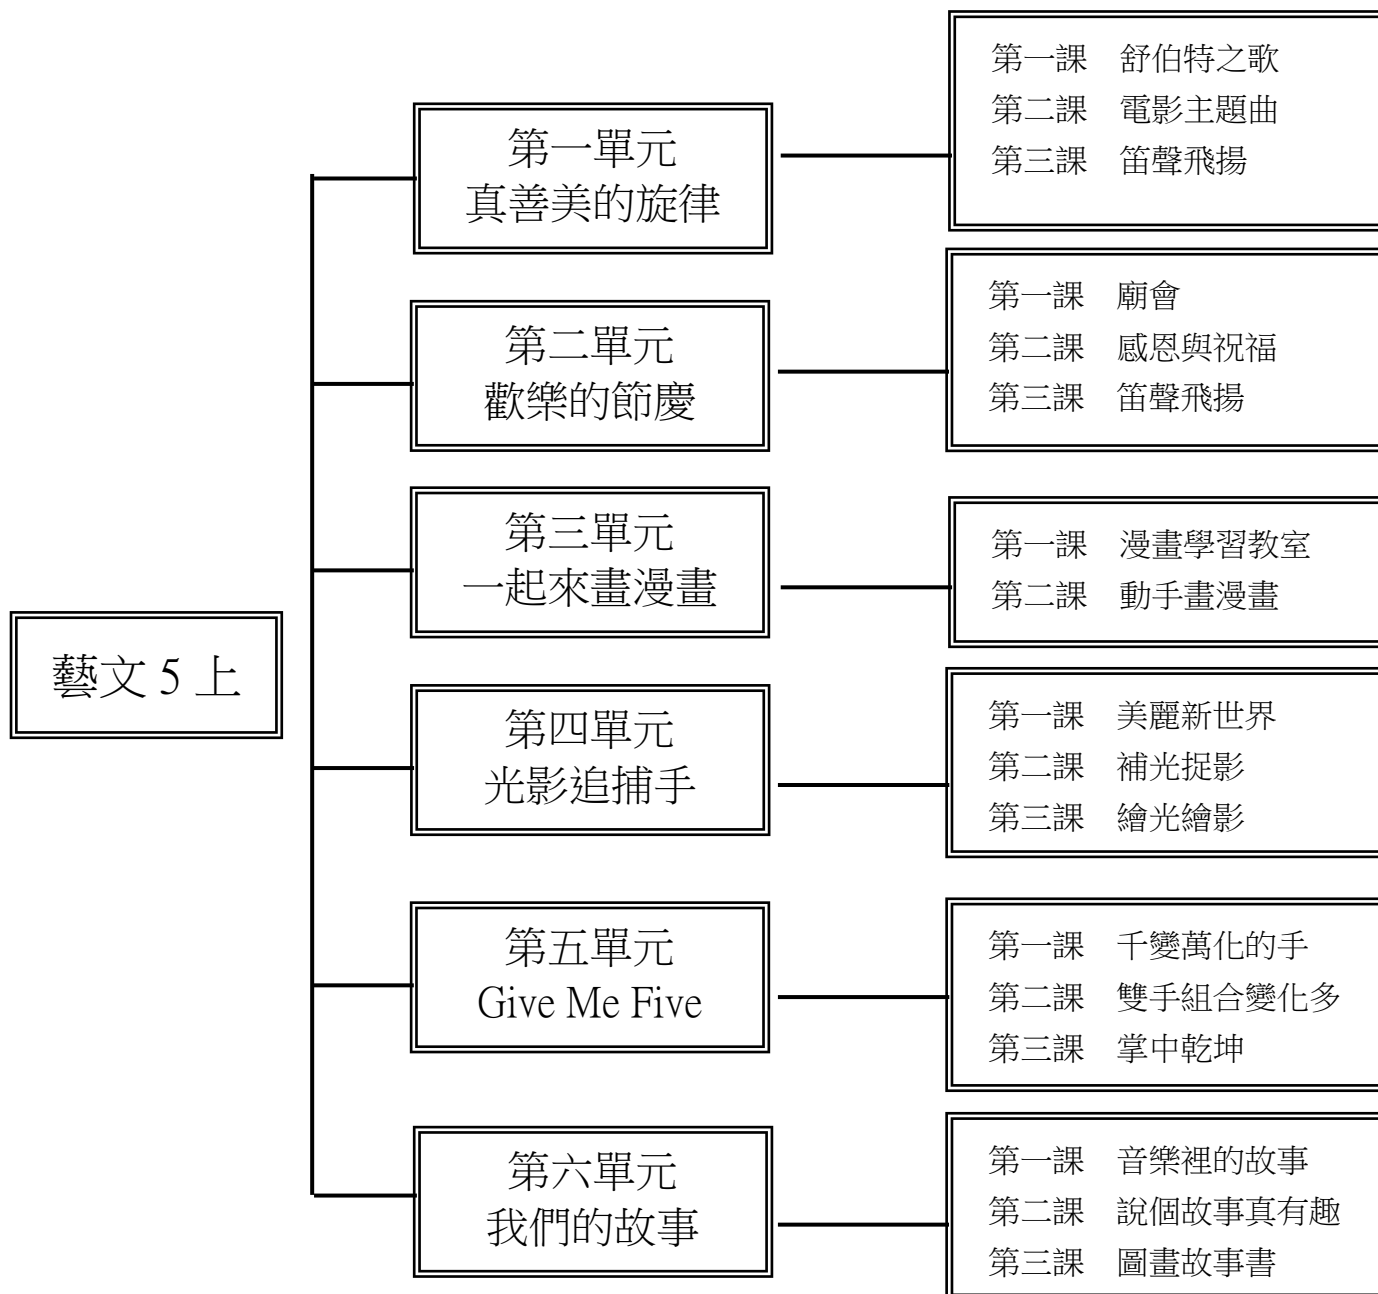 藝文 5 上
第一單元
真善美的旋律
第一課　舒伯特之歌
第二課　電影主題曲
第三課　笛聲飛揚
第二單元
歡樂的節慶
第一課　廟會
第二課　感恩與祝福
第三課　笛聲飛揚
第三單元
一起來畫漫畫
第一課　漫畫學習教室
第二課　動手畫漫畫
第四單元
光影追捕手
第一課　美麗新世界
第二課　補光捉影
第三課　繪光繪影
第五單元
Give Me Five
第一課　千變萬化的手
第二課　雙手組合變化多
第三課　掌中乾坤
第六單元
我們的故事
第一課　音樂裡的故事
第二課　說個故事真有趣
第三課　圖畫故事書